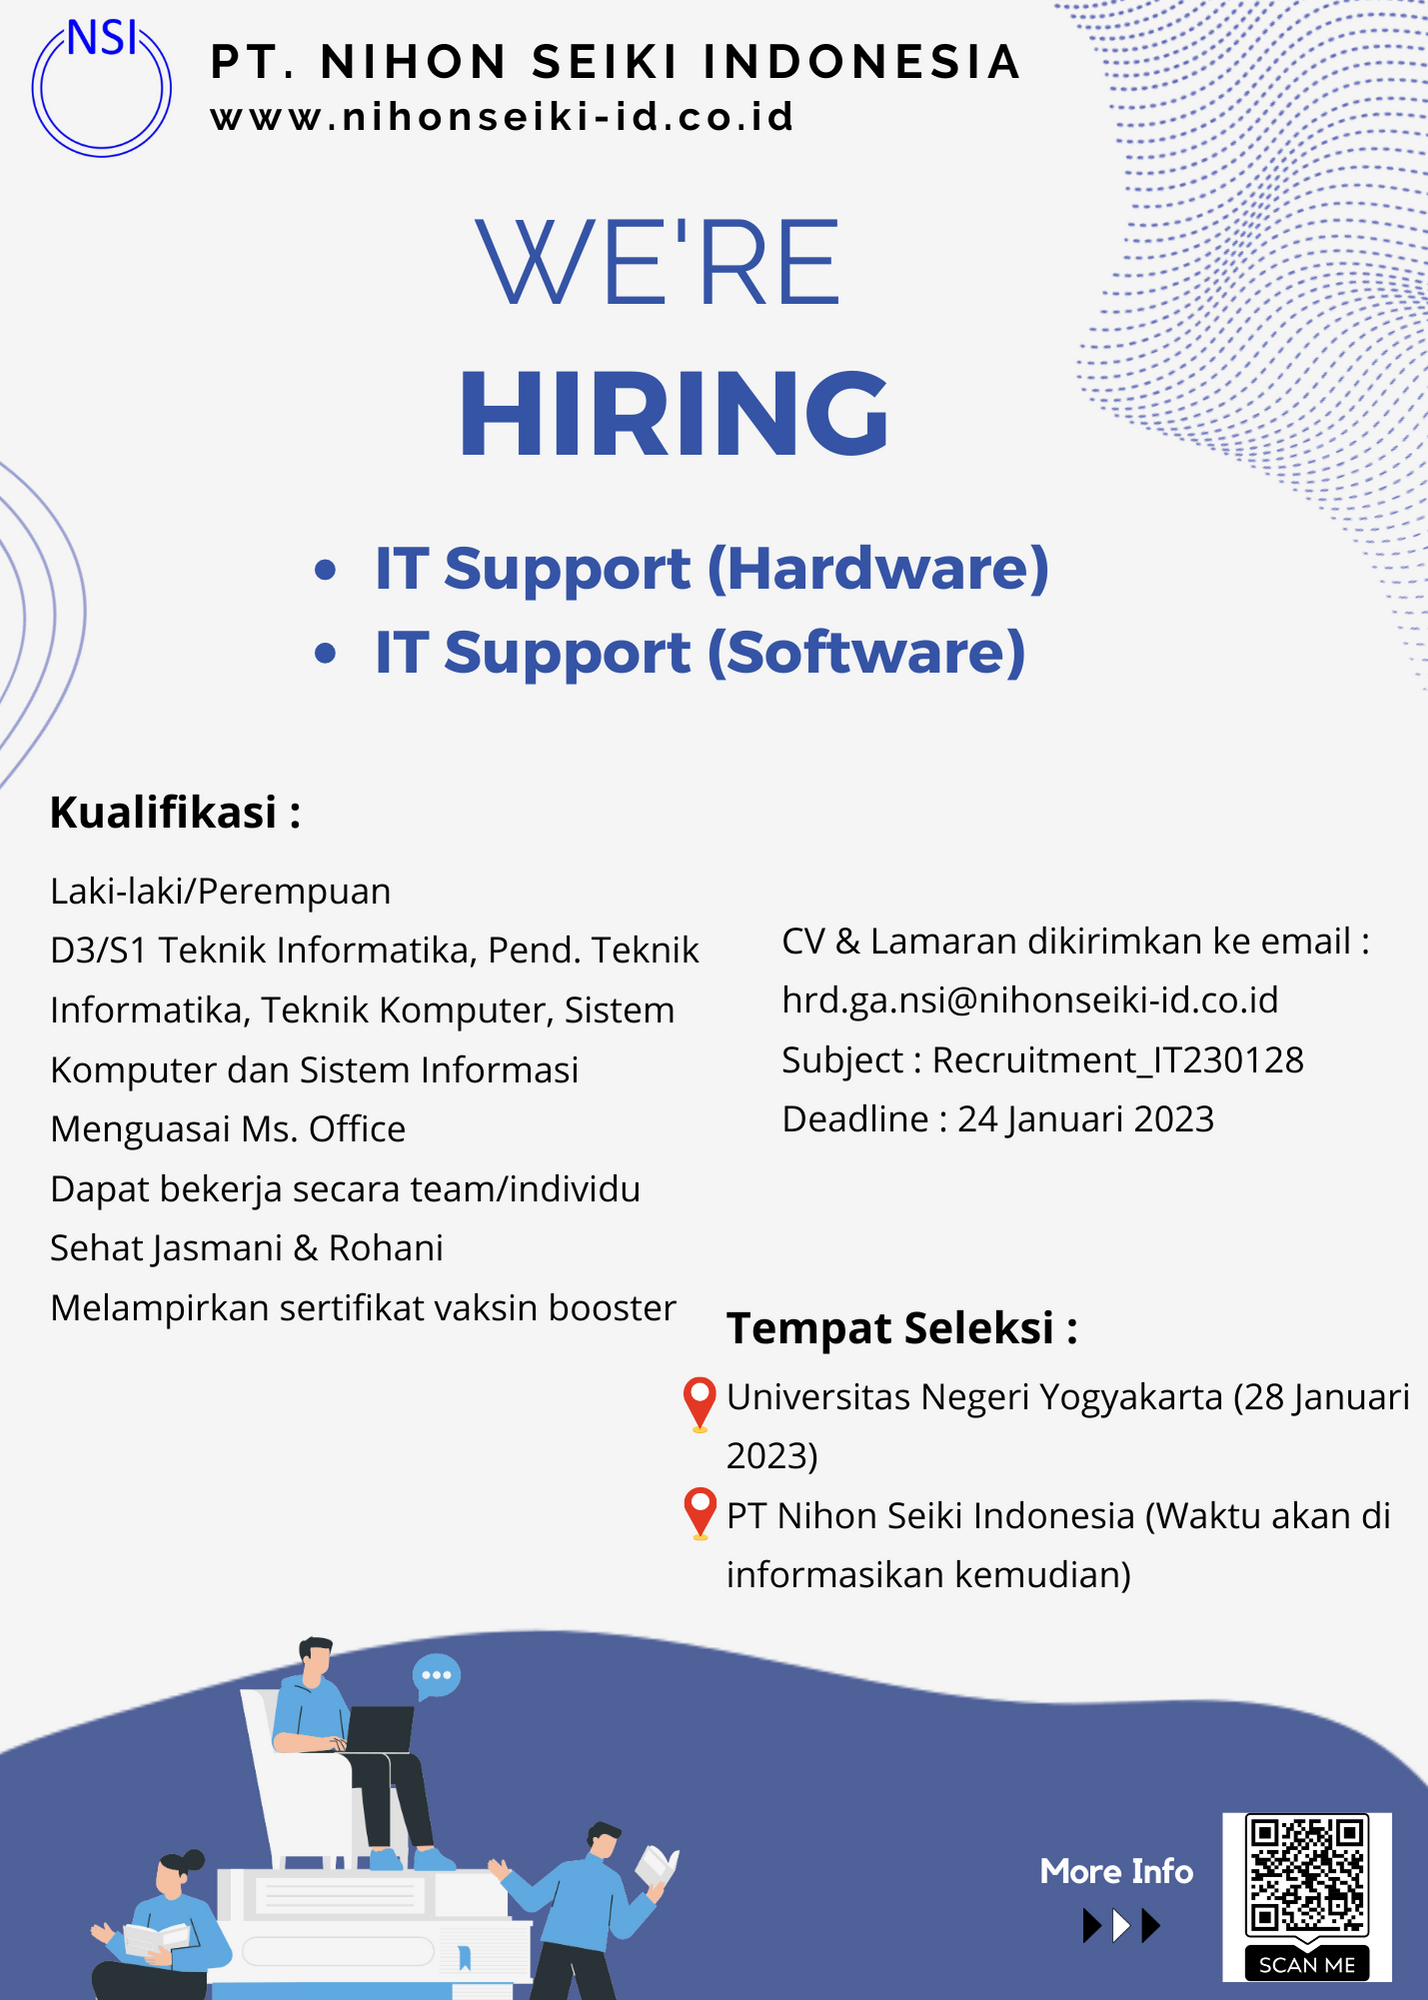 NSI
PT. NIHON SEIKI INDONESIA
www.nihonseiki-id.co.id
WE'RE
HIRING
• IT Support (Hardware)
• IT Support (Software)
Kualifikasi :
Laki-laki/Perempuan
D3/S1 Teknik Informatika, Pend. Teknik
Informatika, Teknik Komputer, Sistem
Komputer dan Sistem Informasi
Menguasai Ms. Office
Dapat bekerja secara team/individu
Sehat Jasmani & Rohani
Melampirkan sertifikat vaksin booster
CV & Lamaran dikirimkan ke email :
hrd.ga.nsi@nihonseiki-id.co.id
Subject : Recruitment_IT230128
Deadline : 24 Januari 2023
Tempat Seleksi :
Universitas Negeri Yogyakarta (28 Januari
2023)
PT Nihon Seiki Indonesia (Waktu akan di
informasikan kemudian)
More Info
SCAN ME